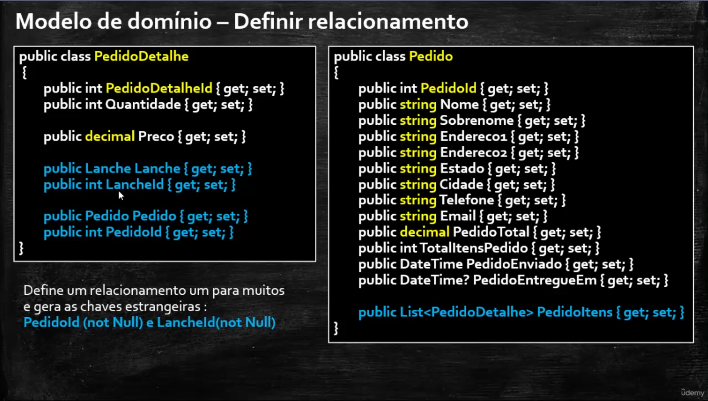 Modelo de domínio – Definir relacionamento
public class PedidoDetalhe
{
public int PedidoDetalheId { get; set; }
public int Quantidade { get; set; }
public decimal Preco { get; set; }
public Lanche Lanche { get; set; }
public int LancheId { get; set; }
public Pedido Pedido { get; set; }
public int PedidoId { get; set; }
}
Define um relacionamento um para muitos
e gera as chaves estrangeiras :
PedidoId (not Null) e LancheId(not Null)
public class Pedido
{
public int PedidoId { get; set; }
public string Nome { get; set; }
public string Sobrenome { get; set; }
public string Endereco1 { get; set; }
public string Endereco2 { get; set; }
public string Estado { get; set; }
public string Cidade { get; set; }
public string Telefone { get; set; }
public string Email { get; set; }
public decimal PedidoTotal { get; set; }
public int TotalItensPedido { get; set; }
public DateTime PedidoEnviado { get; set; }
public DateTime? PedidoEntregueEm { get; set; }
public List<PedidoDetalhe> PedidoItens { get; set; }
}
ûdemy